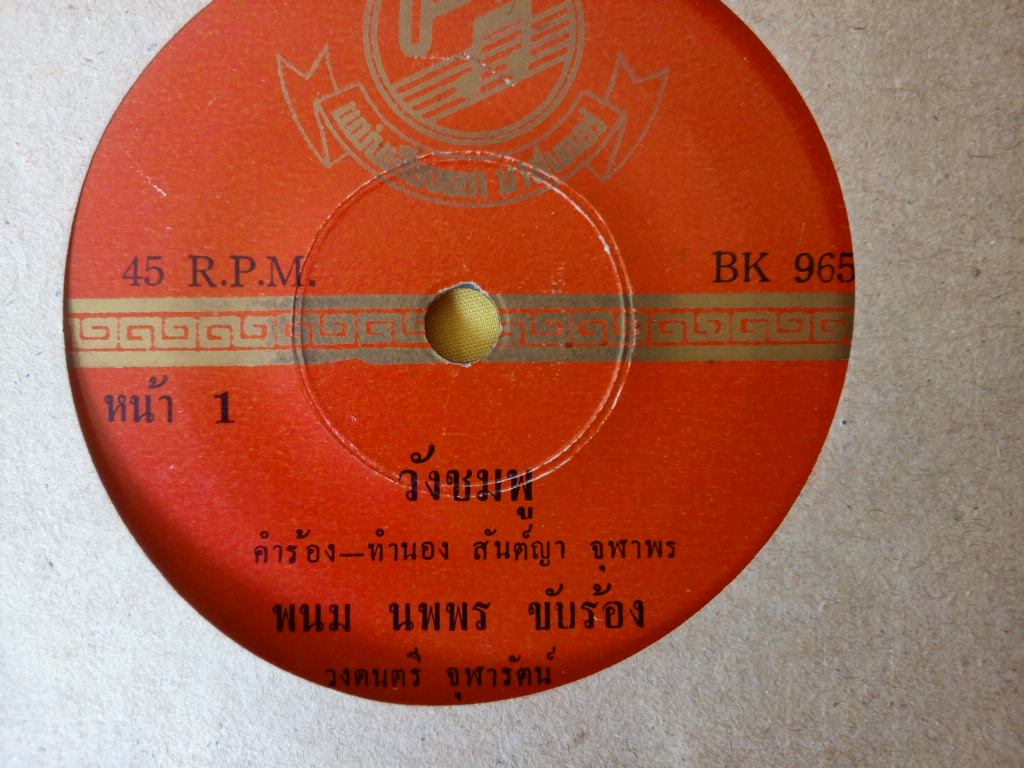 45 R.P.M.
BK 965
หน้า 1
วังชมพู
คำร้อง—ทำนอง สันต์ญา จุฬาพร
พนม นพพร ขับร้อง
วงดนตรี จุฬารัตน์